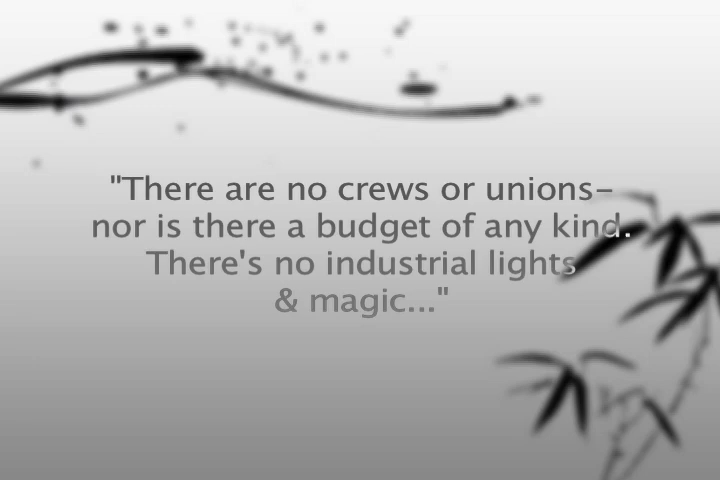 "There are no crews or unions-
nor is there a budget of any kind.
There's no industrial lights
& magic..."